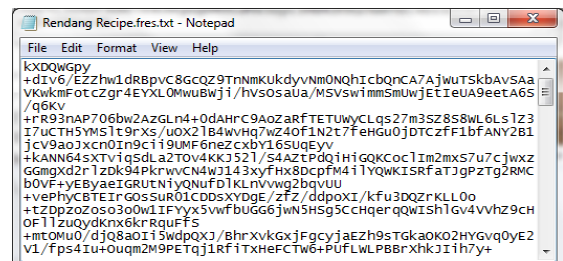 Rendang Recipe.fres.txt - Notepad
File Edit Format View Help
kXDQWGpy
+dIv6/EZZhw1dRBpvC8GcQZ9TnNmKUkdyvNm0NQhIcbQnCA7AjWuTSkbAvSAa
VKwkmFotcZgr4EYXL0MwuBWji/hVsOsaUa/MSVswimmSmUwjEtIeUA9eetA6S
/q6Kv
+rR93nAP706bw2AzGLn4+0dAHrC9AoZaRfTETUWyCLqs27m3SZ8S8WL6LslZ3
I7uCTH5YMSlt9rXs/uOX2lB4WvHq7wZ4Of1N2t7feHGu0jDTCzfF1bfANY2B1
jcV9aoJxcn0In9cii9UMF6neZcxbY16SUqEyv
+kANN64sXTviqSdLa2TOv4KKJ52l/S4AZtPdQiHiGQKCoclIm2mxS7u7cjwxz
GGmgXd2rlzDk94PkrwvCN4WJ143xyfHx8DcpfM4ilYQWKISRfaTJgPzTg2RMC
b0VF+yEByaeIGRUtNiyQNufDlKLnVvwg2bqvUU
+vePhyCBTEIrGOsSuR01CDDsXYDgE/zfZ/ddpoXI/kfu3DQZrKLL0o
+tZDpzoZoso3o0w1IFYyx5vwfbUGG6jwN5HSg5CcHqerqQWIShlGv4VVhZ9cH
OFllzuQydKnx6krRquFfS
+mtOMu0/djQ8aOIi5WdpQXJ/BhrXvkGxjFgCyjaEZh9sTGkaOKO2HYGvq0yE2
v1/fps4Iu+Ouqm2M9PETqj1RfiTxHeFCTW6+PUfLWLPBBrXhkJIih7y+